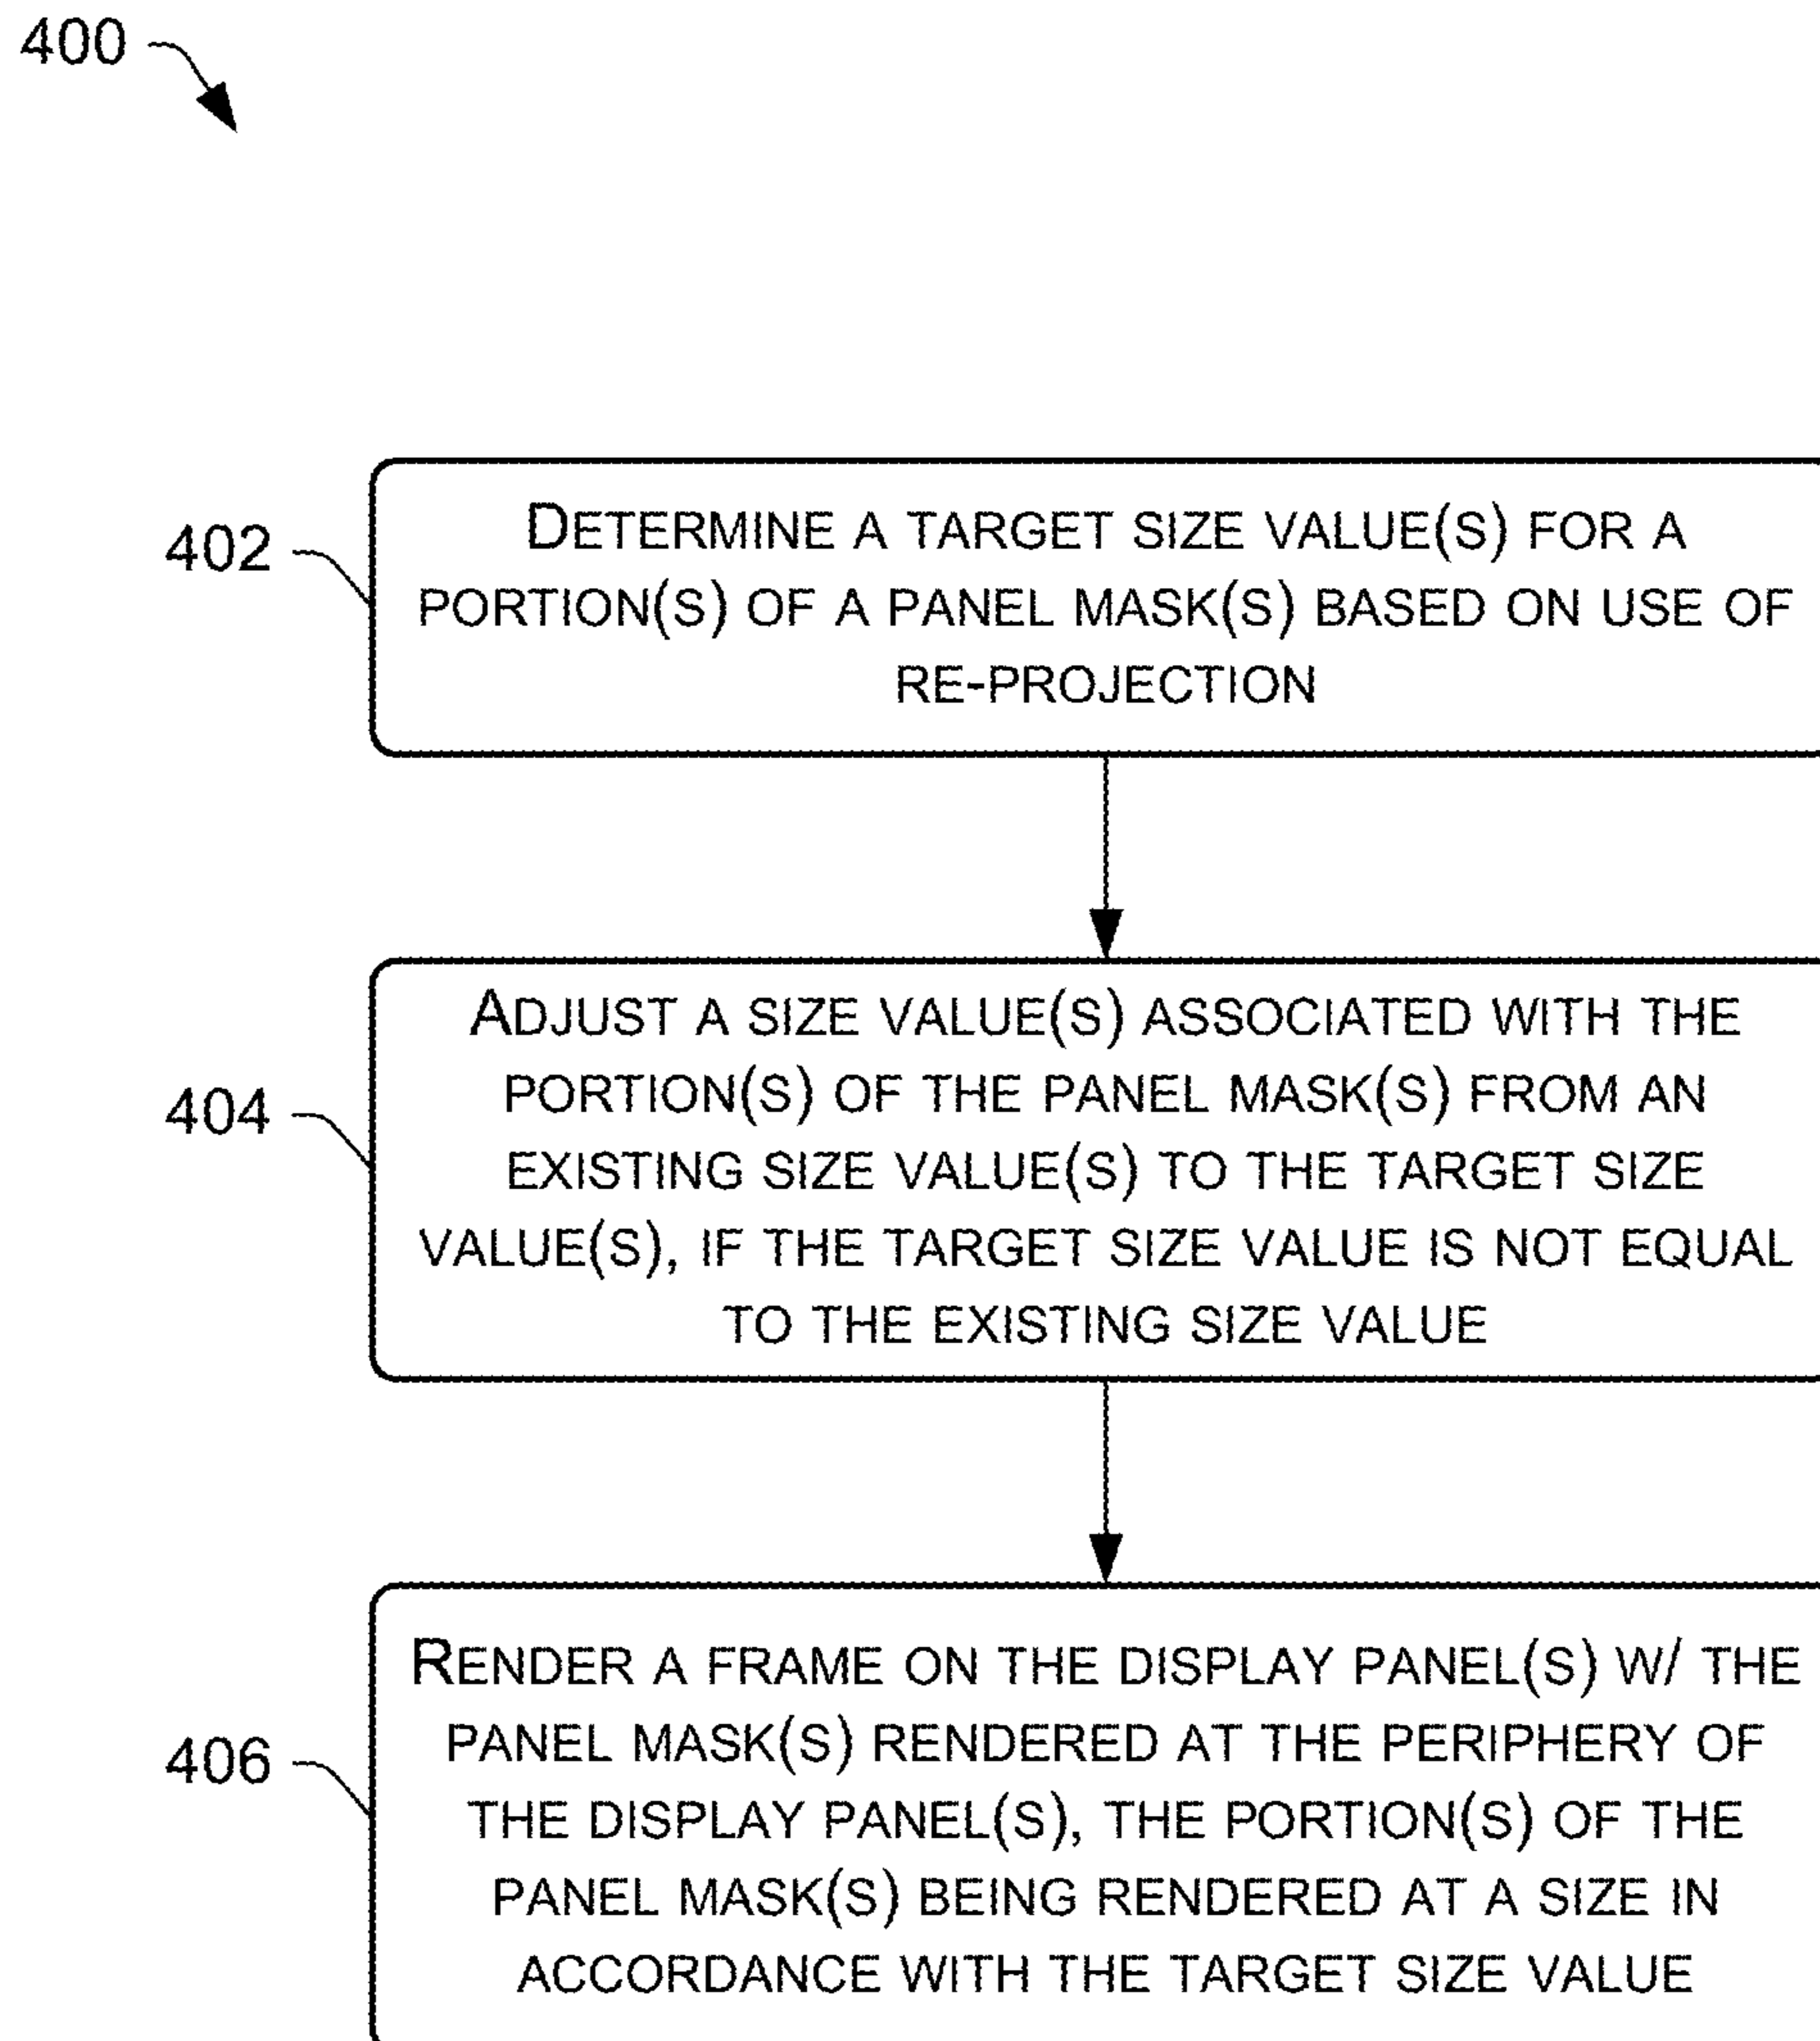 400
402
DETERMINE A TARGET SIZE VALUE(S) FOR A
PORTION(S) OF A PANEL MASK(S) BASED ON USE OF
RE-PROJECTION
404
ADJUST A SIZE VALUE(S) ASSOCIATED WITH THE
PORTION(S) OF THE PANEL MASK(S) FROM AN
EXISTING SIZE VALUE(S) TO THE TARGET SIZE
VALUE(S), IF THE TARGET SIZE VALUE IS NOT EQUAL
TO THE EXISTING SIZE VALUE
406
RENDER A FRAME ON THE DISPLAY PANEL(S) W/ THE
PANEL MASK(S) RENDERED AT THE PERIPHERY OF
THE DISPLAY PANEL(S), THE PORTION(S) OF THE
PANEL MASK(S) BEING RENDERED AT A SIZE IN
ACCORDANCE WITH THE TARGET SIZE VALUE